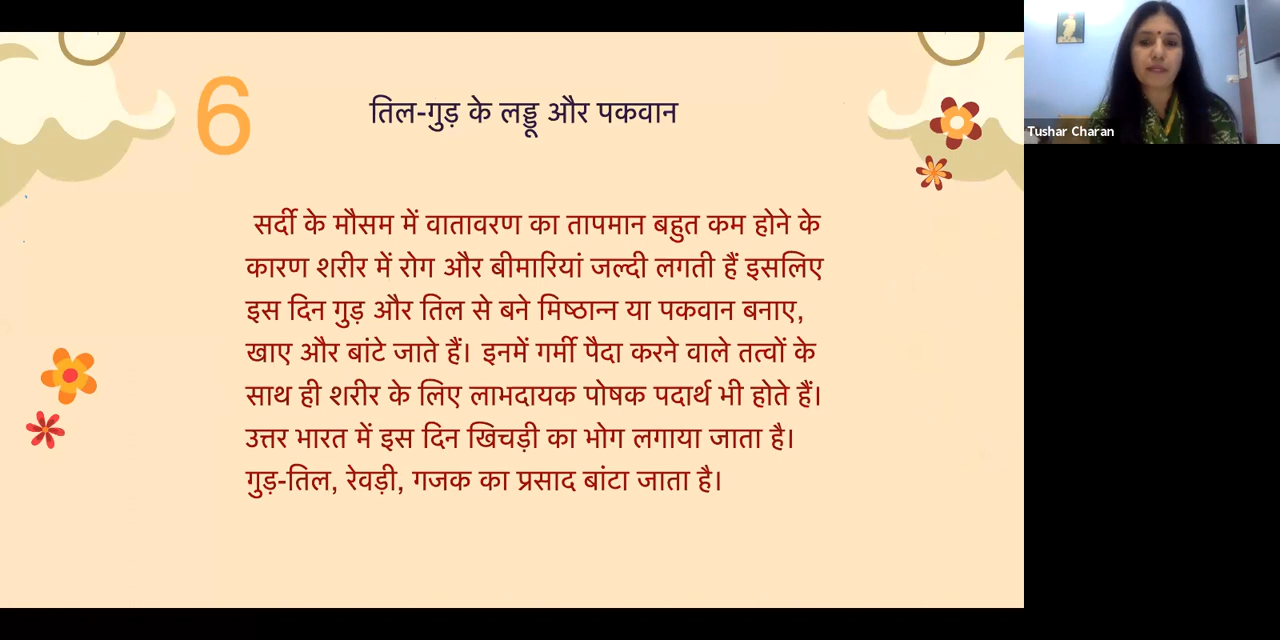 6
तिल-गुड़ के लड्डू और पकवान
सर्दी के मौसम में वातावरण का तापमान बहुत कम होने के
कारण शरीर में रोग और बीमारियां जल्दी लगती हैं इसलिए
इस दिन गुड़ और तिल से बने मिष्ठान्न या पकवान बनाए,
खाए और बांटे जाते हैं। इनमें गर्मी पैदा करने वाले तत्वों के
साथ ही शरीर के लिए लाभदायक पोषक पदार्थ भी होते हैं।
उत्तर भारत में इस दिन खिचड़ी का भोग लगाया जाता है।
गुड़-तिल, रेवड़ी, गजक का प्रसाद बांटा जाता है।
Tushar Charan